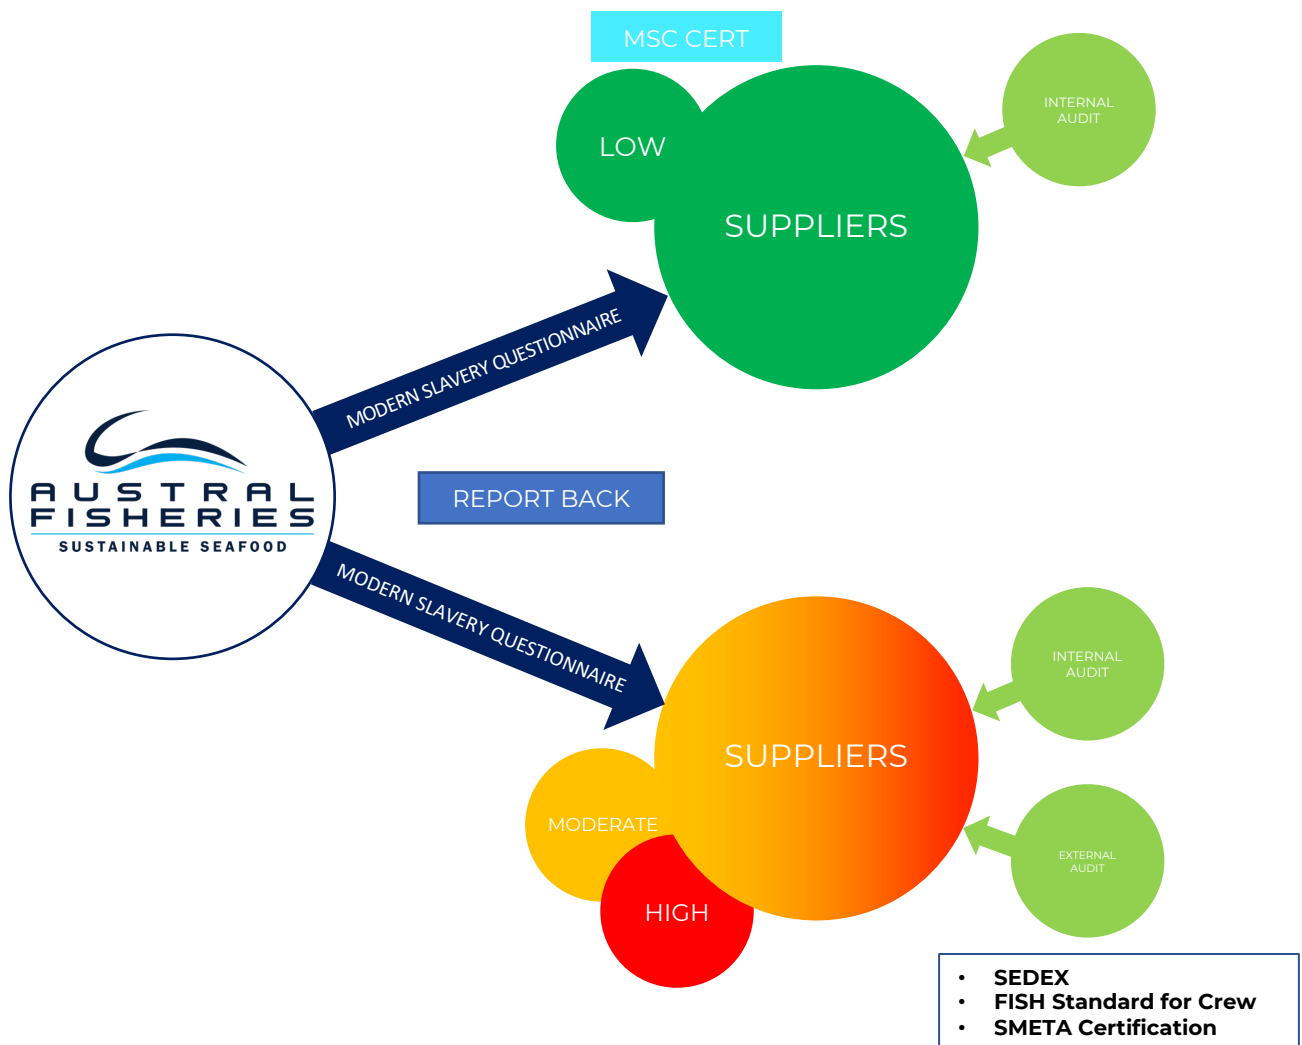 MSC CERT
LOW
SUPPLIERS
INTERNAL
AUDIT
MODERN SLAVERY QUESTIONNAIRE
AUSTRAL
FISHERIES
SUSTAINABLE SEAFOOD
REPORT BACK
MODERN SLAVERY QUESTIONNAIRE
SUPPLIERS
MODERATE
HIGH
INTERNAL
AUDIT
EXTERNAL
AUDIT
• SEDEX
• FISH Standard for Crew
• SMETA Certification